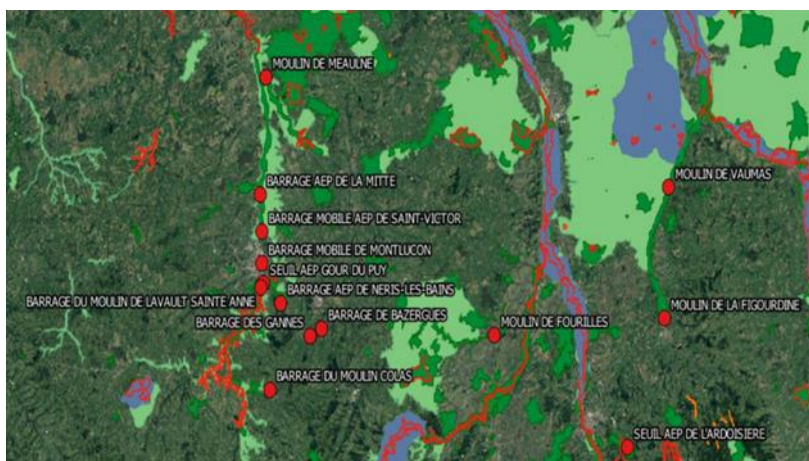 MOULIN DE MEAULNE
BARRAGE AEP DE LA MITTE
MOULIN DE VAUMAS
BARRAGE MOBILE AEP DE SAINT-VICTOR
BARRAGE MOBILE DE MONTLUCON
SEUIL AEP GOUR DU PUY
BARRAGE DU MOULIN DE LAVAULT SAINTE ANNE
BARRAGE AEP DE NERIS-LES-BAINS
BARRAGE DE BAZERGUES
BARRAGE DES GANNES
MOULIN DE FOURILLES
MOULIN DE LA FIGOURDINE
BARRAGE DU MOULIN COLAS
SEUIL AEP DE L'ARDOISIERE